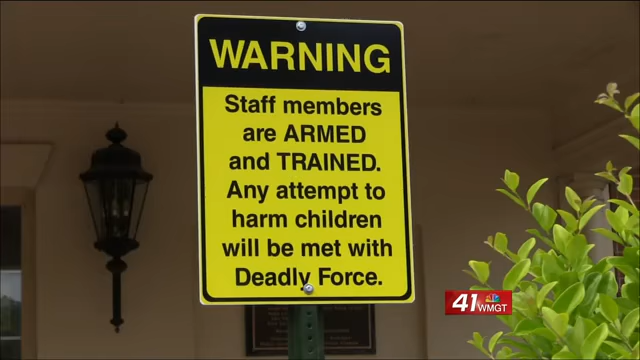 WARNING
Staff members
are ARMED
and TRAINED.
Any attempt to
harm children
will be met with
Deadly Force.
41 WMGT